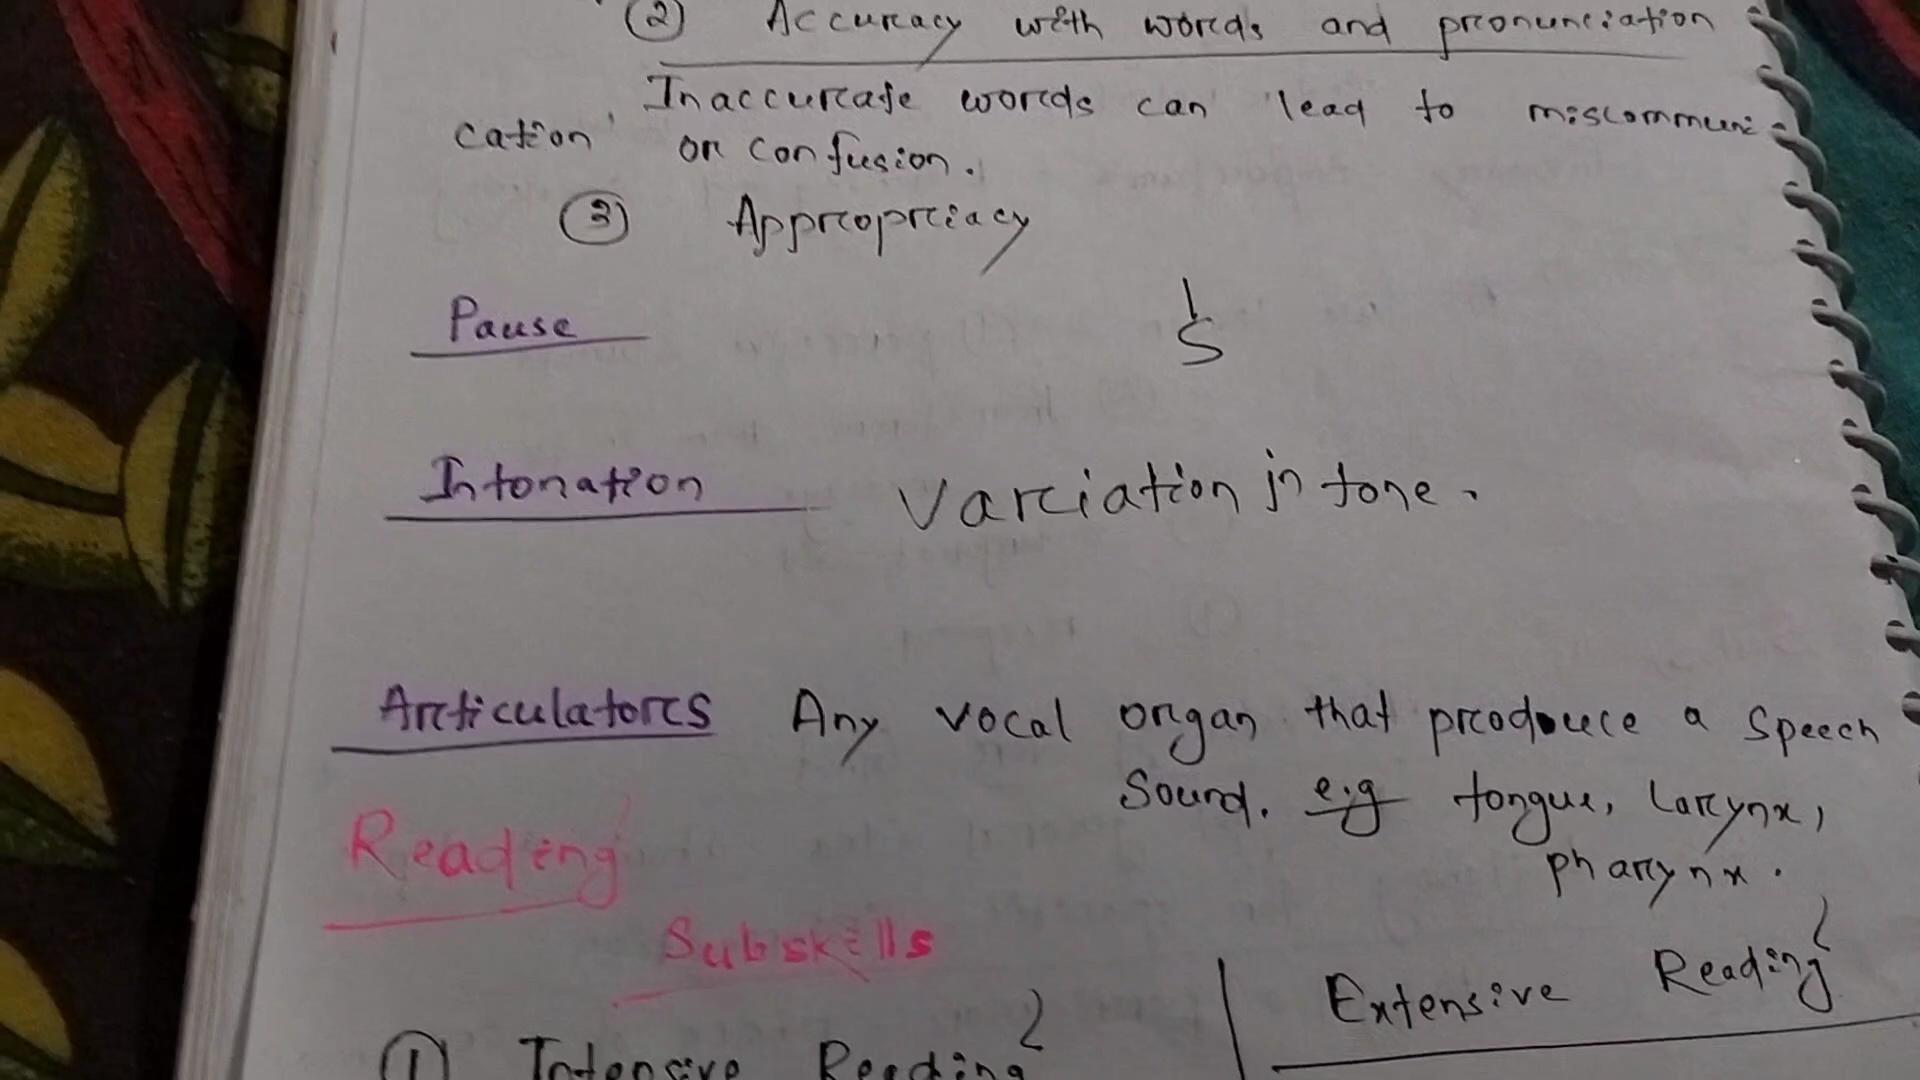 ② Accuracy with words and pronunciation
Inaccurate words can lead to miscommuni-
cation or confusion.
③ Appropriacy
Pause
Intonation Variation in tone.
Articulators Any vocal organ that produce a speech
sound. e.g tongue, larynx,
pharynx.
Reading
Subskills
① Intensive Reading
Extensive Reading